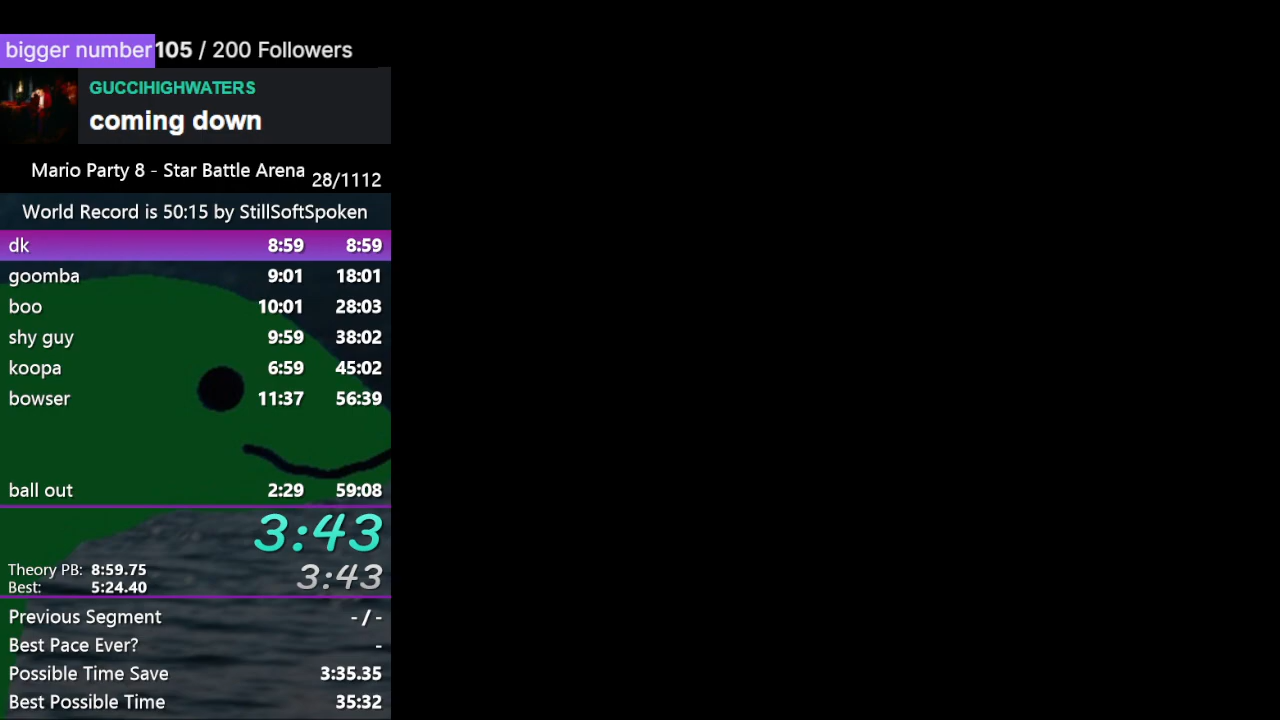 bigger number 105 / 200 Followers
GUCCIHIGHWATERS
coming down
Mario Party 8 - Star Battle Arena 28/1112
World Record is 50:15 by StillSoftSpoken
dk 8:59 8:59
goomba 9:01 18:01
boo 10:01 28:03
shy guy 9:59 38:02
koopa 6:59 45:02
bowser 11:37 56:39
ball out 2:29 59:08
3:43
Theory PB: 8:59.75 3:43
Best: 5:24.40
Previous Segment - / -
Best Pace Ever? -
Possible Time Save 3:35.35
Best Possible Time 35:32